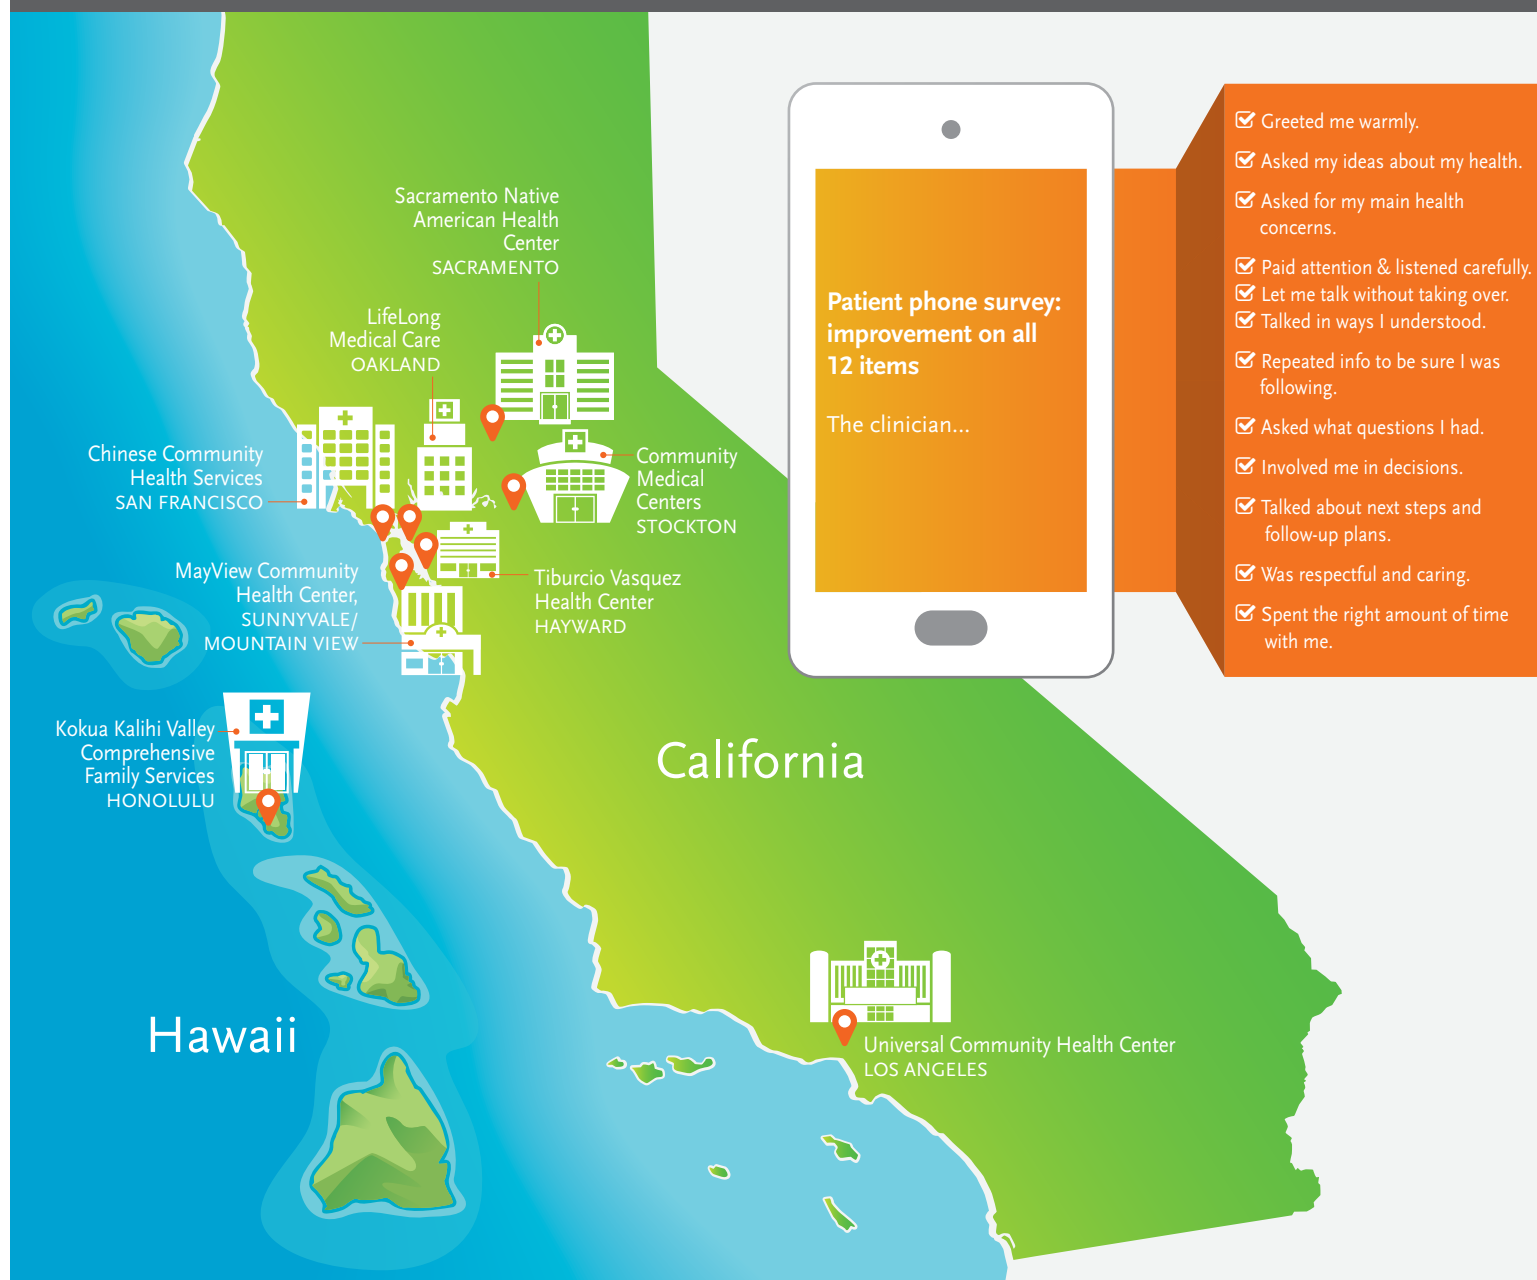 Sacramento Native
American Health
Center
SACRAMENTO
LifeLong
Medical Care
OAKLAND
Chinese Community
Health Services
SAN FRANCISCO
Community
Medical
Centers
STOCKTON
MayView Community
Health Center,
SUNNYVALE/
MOUNTAIN VIEW
Tiburcio Vasquez
Health Center
HAYWARD
Kokua Kalihi Valley
Comprehensive
Family Services
HONOLULU
California
Hawaii
Universal Community Health Center
LOS ANGELES
Patient phone survey:
improvement on all
12 items
The clinician...
Greeted me warmly.
Asked my ideas about my health.
Asked for my main health
concerns.
Paid attention & listened carefully.
Let me talk without taking over.
Talked in ways I understood.
Repeated info to be sure I was
following.
Asked what questions I had.
Involved me in decisions.
Talked about next steps and
follow-up plans.
Was respectful and caring.
Spent the right amount of time
with me.